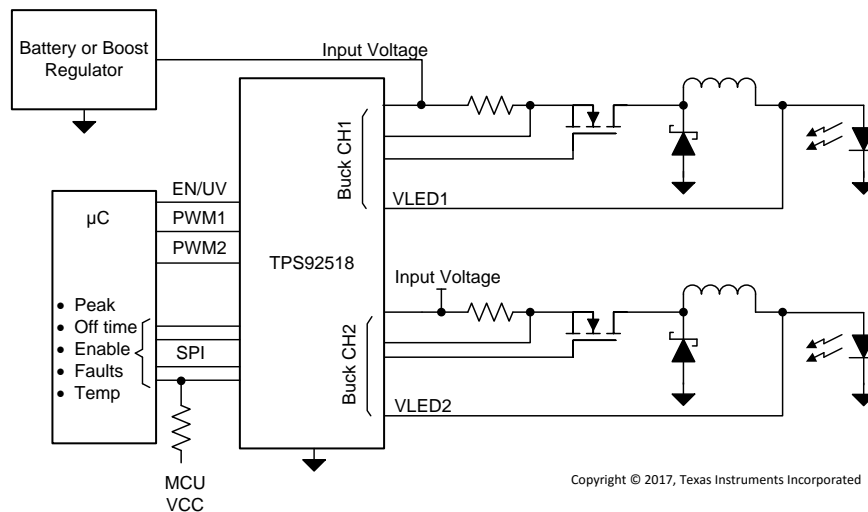 Battery or Boost
Regulator
Input Voltage
Buck CH1
EN/UV
µC
PWM1
VLED1
PWM2
TPS92518
Input Voltage
• Peak
• Off time
• Enable
• Faults
• Temp
SPI
Buck CH2
VLED2
MCU
VCC
Copyright © 2017, Texas Instruments Incorporated